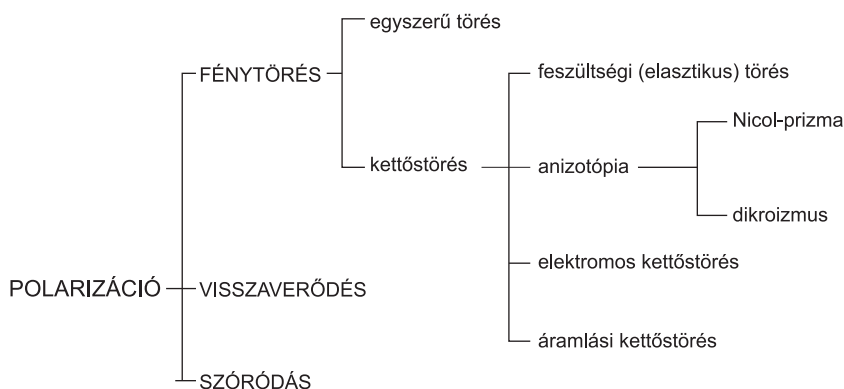 egyszerű törés
FÉNYTÖRÉS
feszültségi (elasztikus) törés
Nicol-prizma
kettőstörés
anizotópia
dikroizmus
elektromos kettőstörés
POLARIZÁCIÓ
VISSZAVERŐDÉS
áramlási kettőstörés
SZÓRÓDÁS